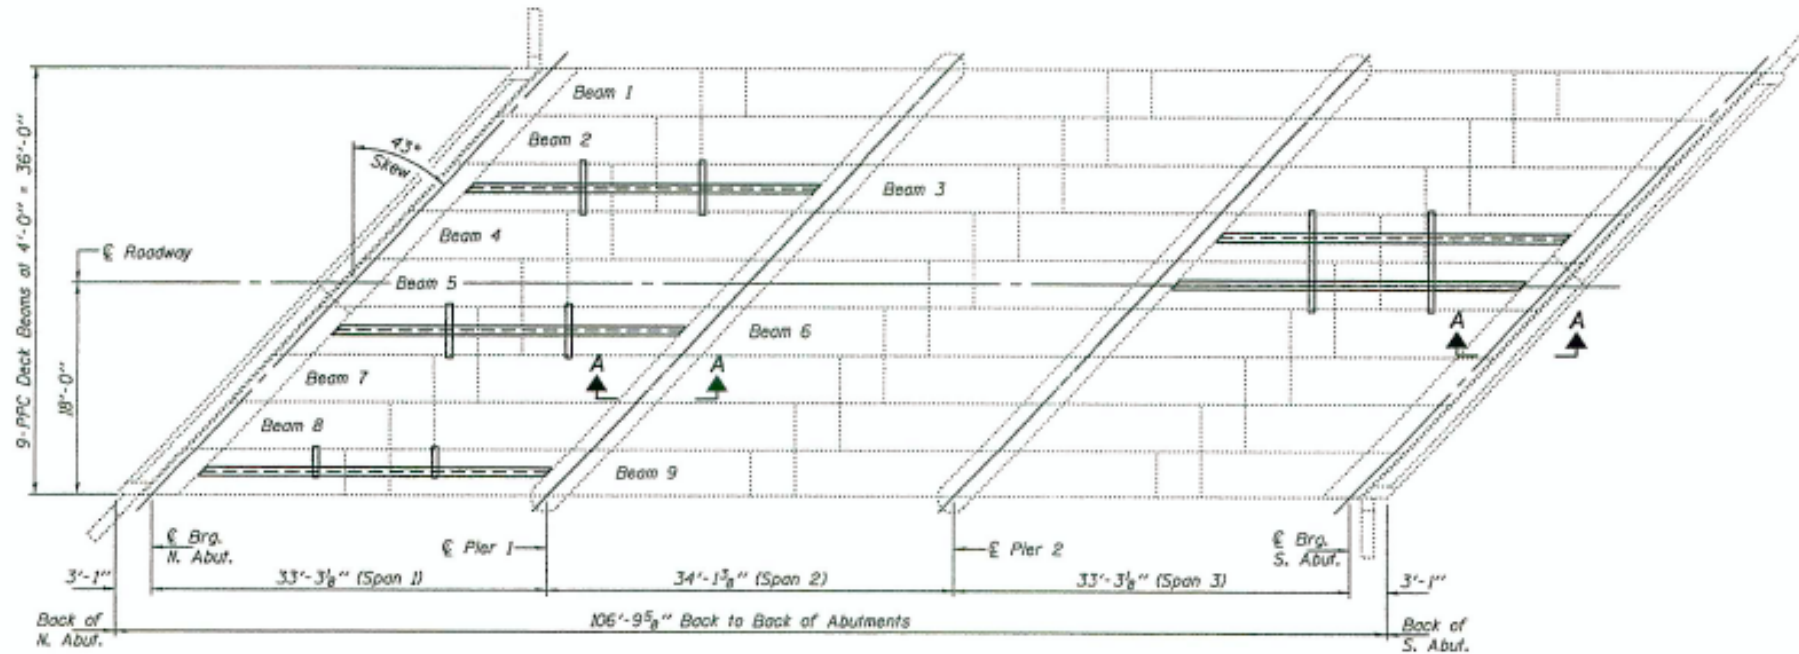 Beam 1
Beam 2
43°
Skew
Beam 3
Beam 4
9-PPC Deck Beams at 4'-0" = 36'-0"
℄ Roadway
Beam 5
Beam 6
A A
A A
Beam 7
18'-0"
Beam 8
Beam 9
℄ Brg.
N. Abut.
℄ Pier 1
℄ Pier 2
℄ Brg.
S. Abut.
3'-1"
33'-3⅛" (Span 1)
34'-1⅜" (Span 2)
33'-3⅛" (Span 3)
3'-1"
Back of
N. Abut.
106'-9⅝" Back to Back of Abutments
Back of
S. Abut.